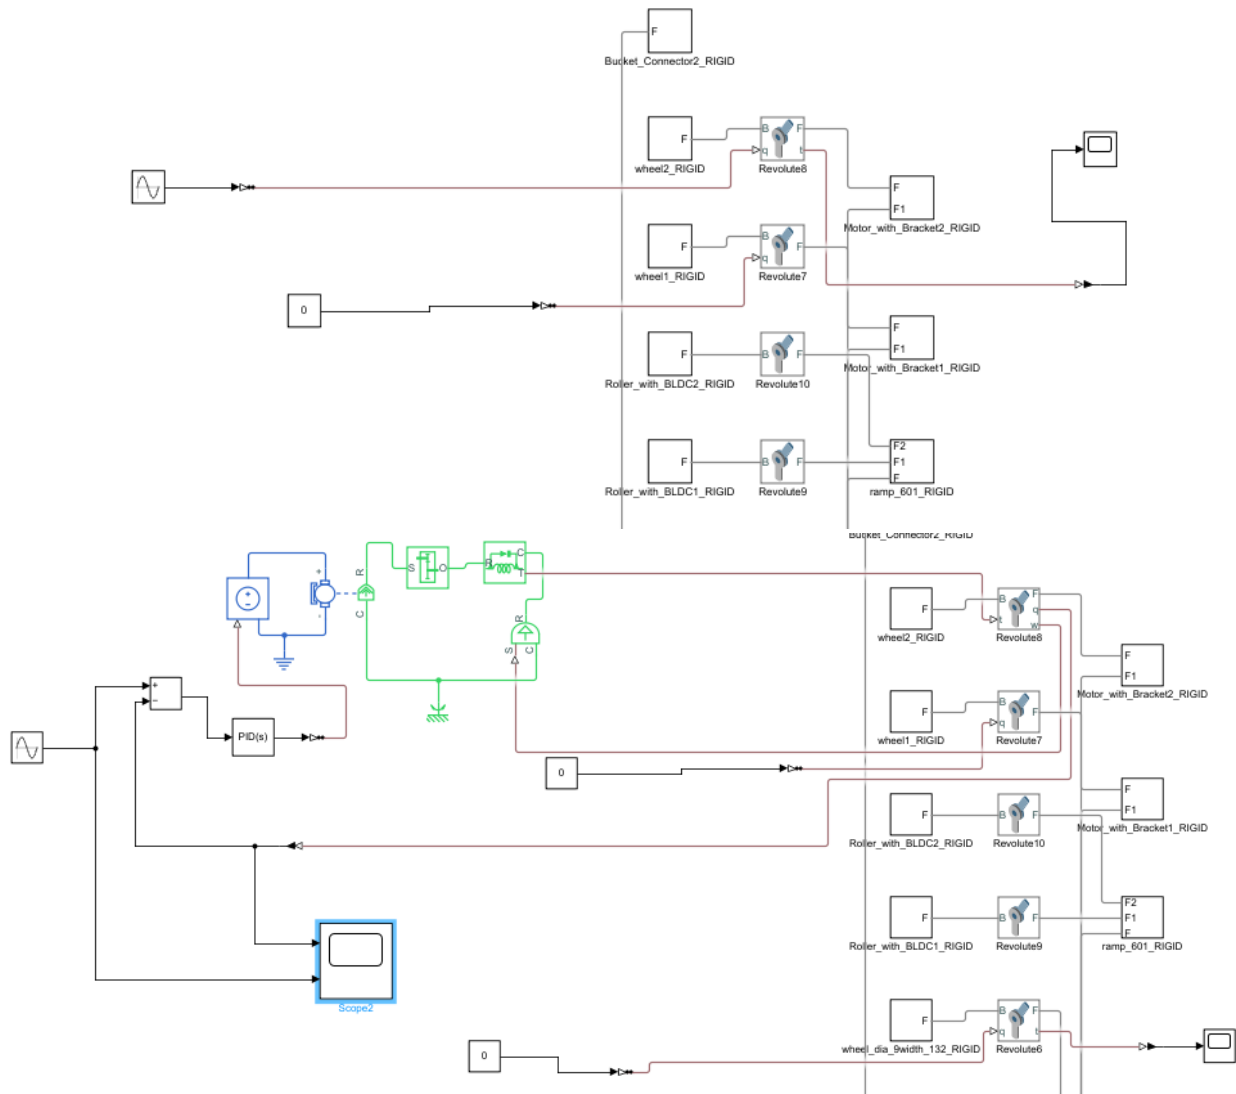 F
Bucket_Connector2_RIGID
F
wheel2_RIGID
B
F
q
t
Revolute8
F
F1
Motor_with_Bracket2_RIGID
F
wheel1_RIGID
B
F
q
Revolute7
0
F
F1
Motor_with_Bracket1_RIGID
F
Roller_with_BLDC2_RIGID
B
F
Revolute10
F
Roller_with_BLDC1_RIGID
B
F
Revolute9
F2
F1
F
ramp_601_RIGID
Bucket_Connector2_RIGID
+
-
R
C
S
O
R
C
T
R
S
C
F
wheel2_RIGID
B
F
q
t
w
Revolute8
F
F1
Motor_with_Bracket2_RIGID
+
−
PID(s)
F
wheel1_RIGID
B
F
q
Revolute7
0
F
F1
Motor_with_Bracket1_RIGID
F
Roller_with_BLDC2_RIGID
B
F
Revolute10
F
Roller_with_BLDC1_RIGID
B
F
Revolute9
F2
F1
F
ramp_601_RIGID
Scope2
F
wheel_dia_9width_132_RIGID
B
F
q
t
Revolute6
0